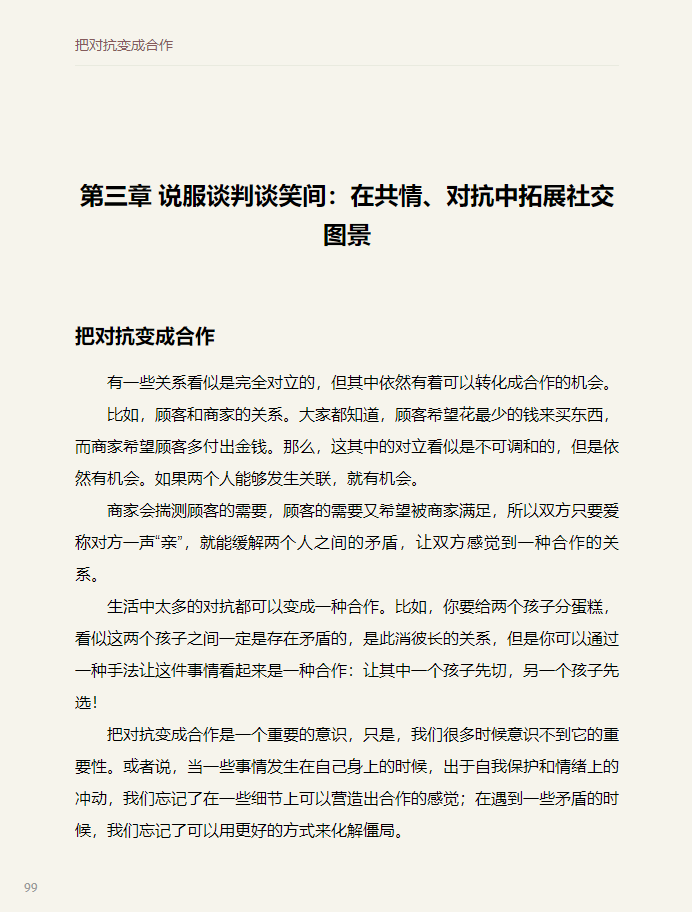 把对抗变成合作
第三章 说服谈判谈笑间：在共情、对抗中拓展社交
图景
把对抗变成合作
有一些关系看似是完全对立的，但其中依然有着可以转化成合作的机会。
比如，顾客和商家的关系。大家都知道，顾客希望花最少的钱来买东西，
而商家希望顾客多付出金钱。那么，这其中的对立看似是不可调和的，但是依
然有机会。如果两个人能够发生关联，就有机会。
商家会揣测顾客的需要，顾客的需要又希望被商家满足，所以双方只要爱
称对方一声“亲”，就能缓解两个人之间的矛盾，让双方感觉到一种合作的关
系。
生活中太多的对抗都可以变成一种合作。比如，你要给两个孩子分蛋糕，
看似这两个孩子之间一定是存在矛盾的，是此消彼长的关系，但是你可以通过
一种手法让这件事情看起来是一种合作：让其中一个孩子先切，另一个孩子先
选！
把对抗变成合作是一个重要的意识，只是，我们很多时候意识不到它的重
要性。或者说，当一些事情发生在自己身上的时候，出于自我保护和情绪上的
冲动，我们忘记了在一些细节上可以营造出合作的感觉；在遇到一些矛盾的时
候，我们忘记了可以用更好的方式来化解僵局。
99